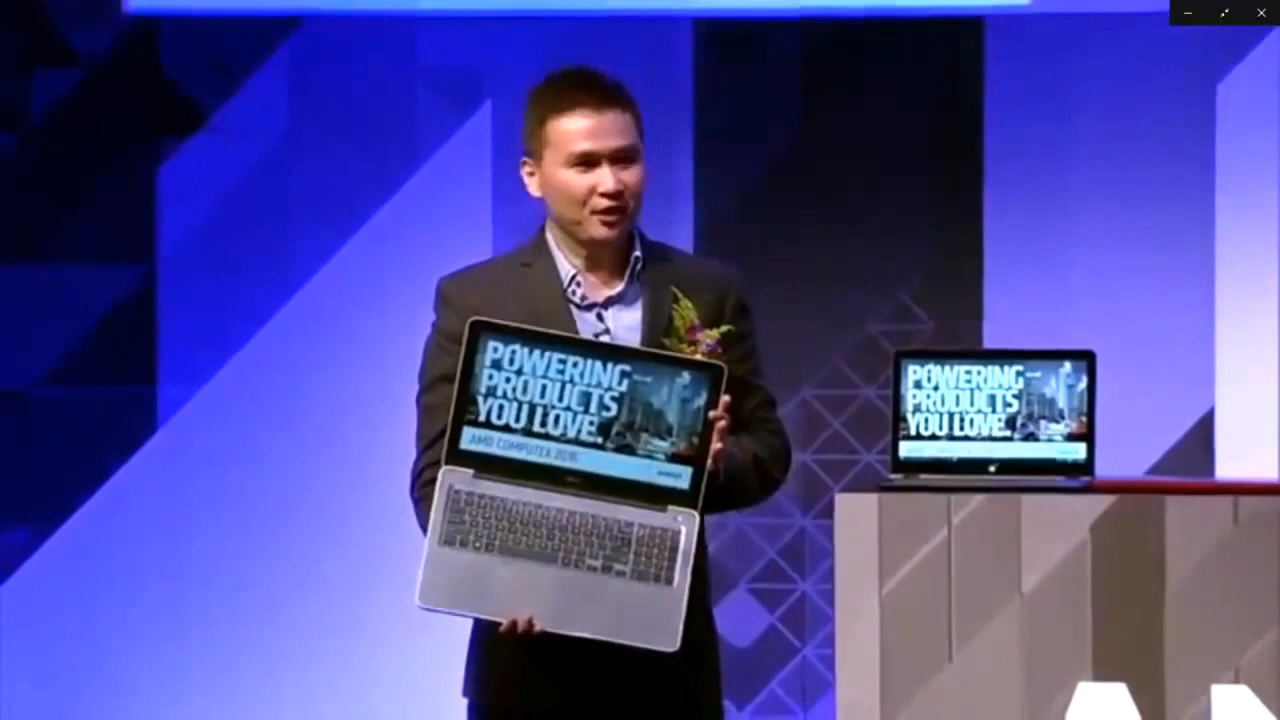 POWERING
PRODUCTS
YOU LOVE.
AMD COMPUTEX 2016
POWERING
PRODUCTS
YOU LOVE.